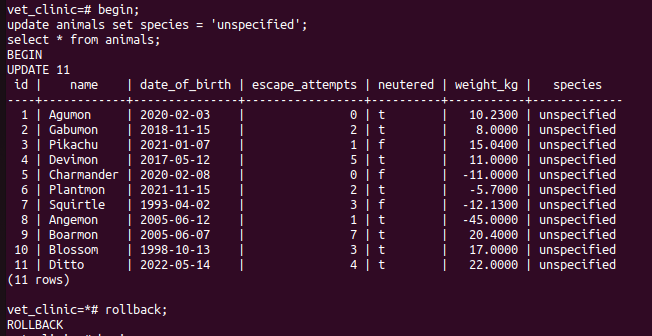 vet_clinic=# begin;
update animals set species = 'unspecified';
select * from animals;
BEGIN
UPDATE 11
 id |    name    | date_of_birth | escape_attempts | neutered | weight_kg |   species
----+------------+---------------+-----------------+----------+-----------+-------------
  1 | Agumon     | 2020-02-03    |               0 | t        |   10.2300 | unspecified
  2 | Gabumon    | 2018-11-15    |               2 | t        |    8.0000 | unspecified
  3 | Pikachu    | 2021-01-07    |               1 | f        |   15.0400 | unspecified
  4 | Devimon    | 2017-05-12    |               5 | t        |   11.0000 | unspecified
  5 | Charmander | 2020-02-08    |               0 | f        |  -11.0000 | unspecified
  6 | Plantmon   | 2021-11-15    |               2 | t        |   -5.7000 | unspecified
  7 | Squirtle   | 1993-04-02    |               3 | f        |  -12.1300 | unspecified
  8 | Angemon    | 2005-06-12    |               1 | t        |  -45.0000 | unspecified
  9 | Boarmon    | 2005-06-07    |               7 | t        |   20.4000 | unspecified
 10 | Blossom    | 1998-10-13    |               3 | t        |   17.0000 | unspecified
 11 | Ditto      | 2022-05-14    |               4 | t        |   22.0000 | unspecified
(11 rows)

vet_clinic=*# rollback;
ROLLBACK